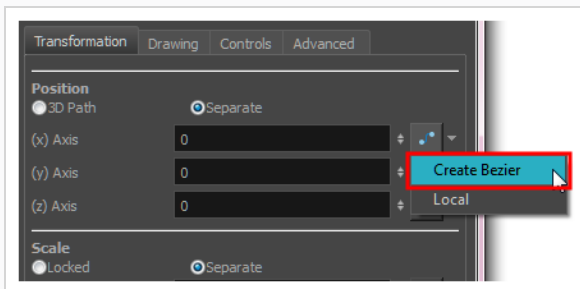 Transformation Drawing Controls Advanced
Position
3D Path Separate
(x) Axis 0
Create Bezier
(y) Axis 0
Local
(z) Axis 0
Scale
Locked Separate